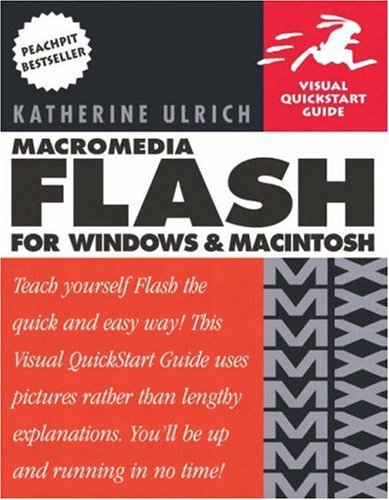 PEACHPIT
BESTSELLER
VISUAL
QUICKSTART
GUIDE
KATHERINE ULRICH
MACROMEDIA
FLASH
FOR WINDOWS & MACINTOSH
Teach yourself Flash the
quick and easy way! This
Visual QuickStart Guide uses
pictures rather than lengthy
explanations. You'll be up
and running in no time!
MX
MX
MX
MX
MX